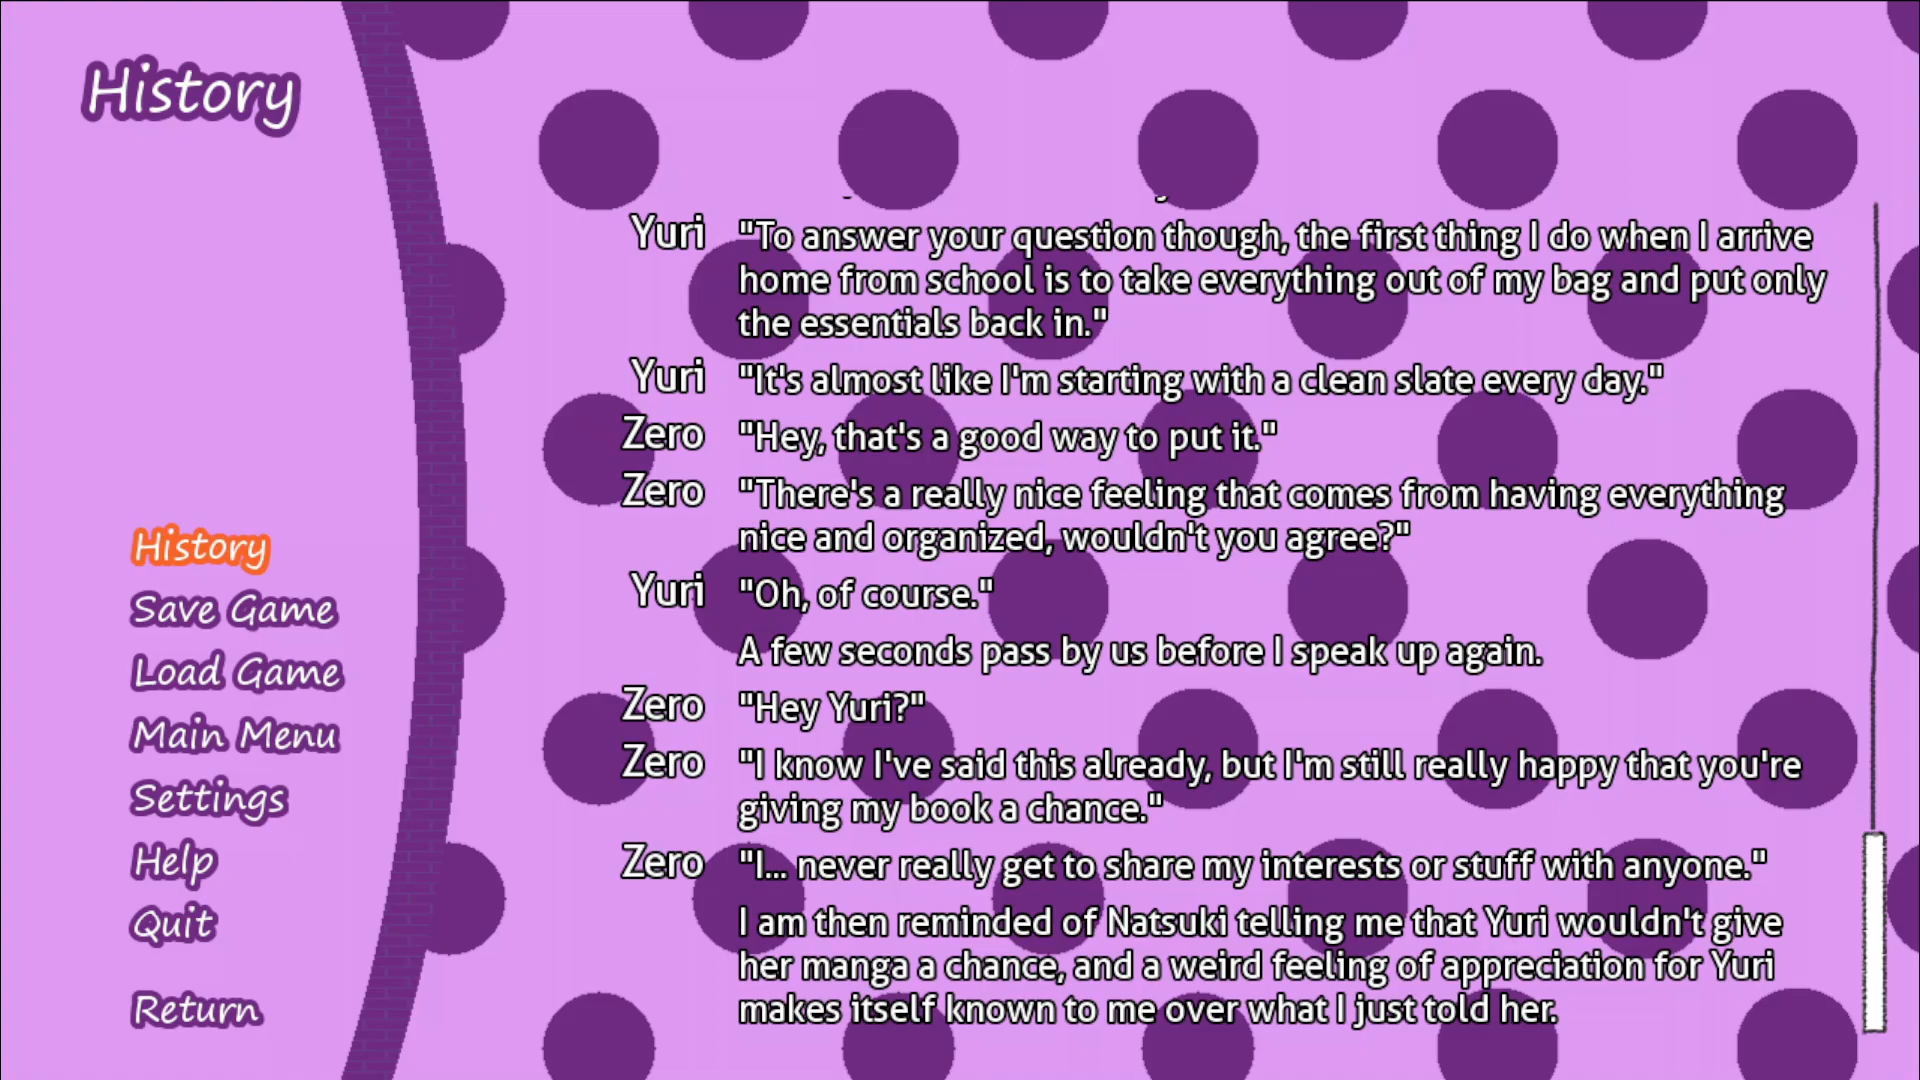 History
Yuri "To answer your question though, the first thing I do when I arrive
home from school is to take everything out of my bag and put only
the essentials back in."
Yuri "It's almost like I'm starting with a clean slate every day."
Zero "Hey, that's a good way to put it."
Zero "There's a really nice feeling that comes from having everything
nice and organized, wouldn't you agree?"
Yuri "Oh, of course."
A few seconds pass by us before I speak up again.
Zero "Hey Yuri?"
Zero "I know I've said this already, but I'm still really happy that you're
giving my book a chance."
Zero "I... never really get to share my interests or stuff with anyone."
I am then reminded of Natsuki telling me that Yuri wouldn't give
her manga a chance, and a weird feeling of appreciation for Yuri
makes itself known to me over what I just told her.
History
Save Game
Load Game
Main Menu
Settings
Help
Quit
Return